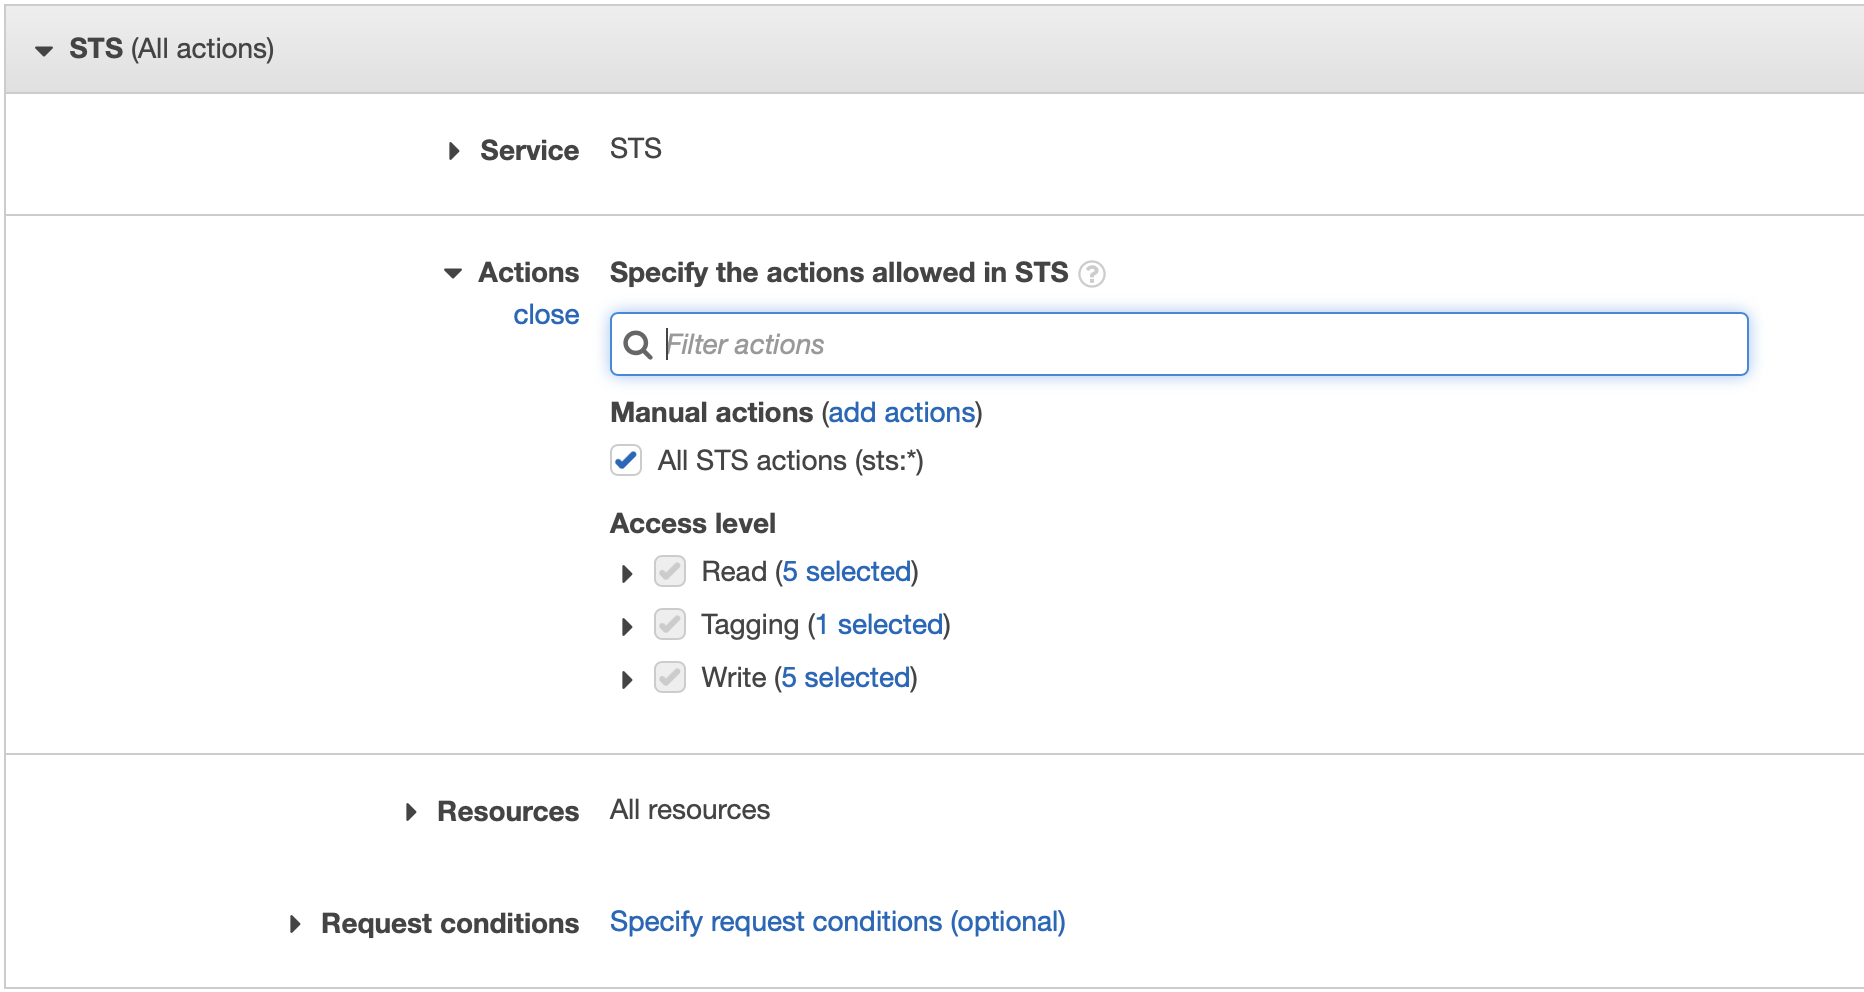 STS (All actions)
Service STS
Actions Specify the actions allowed in STS ?
close
Filter actions
Manual actions (add actions)
All STS actions (sts:*)
Access level
Read (5 selected)
Tagging (1 selected)
Write (5 selected)
Resources All resources
Request conditions Specify request conditions (optional)